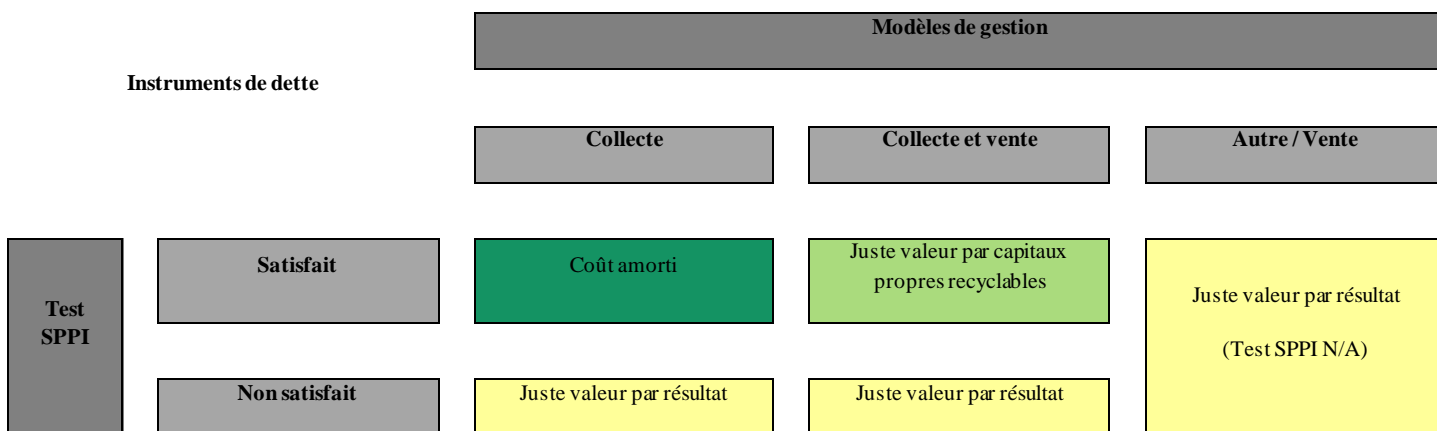 Modèles de gestion
Instruments de dette
Collecte
Collecte et vente
Autre / Vente
Test
SPPI
Satisfait
Coût amorti
Juste valeur par capitaux
propres recyclables
Juste valeur par résultat
(Test SPPI N/A)
Non satisfait
Juste valeur par résultat
Juste valeur par résultat